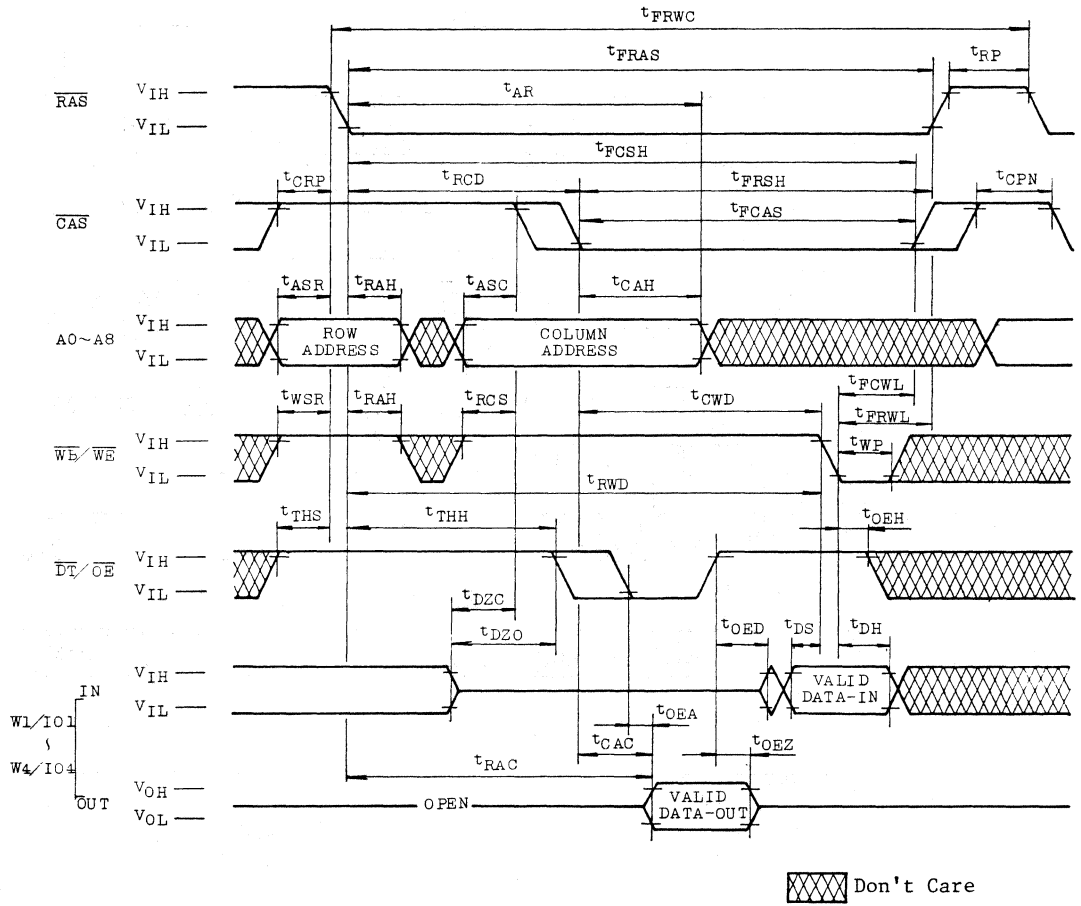 tFRWC
tFRAS
tRP
tAR
RAS
VIH
VIL
tFCSH
tCRP
tRCD
tFRSH
tCPN
CAS
VIH
VIL
tFCAS
tASR
tRAH
tASC
tCAH
A0~A8
VIH
VIL
ROW
ADDRESS
COLUMN
ADDRESS
tFCWL
tWSR
tRAH
tRCS
tCWD
tFRWL
WB/WE
VIH
VIL
tWP
tRWD
tTHS
tTHH
tOEH
DT/OE
VIH
VIL
tDZC
tDZO
tOED
tDS
tDH
VIH
VIL
VALID
DATA-IN
IN
W1/IO1
~
W4/IO4
OUT
tOEA
tCAC
tOEZ
tRAC
VOH
VOL
OPEN
VALID
DATA-OUT
Don't Care